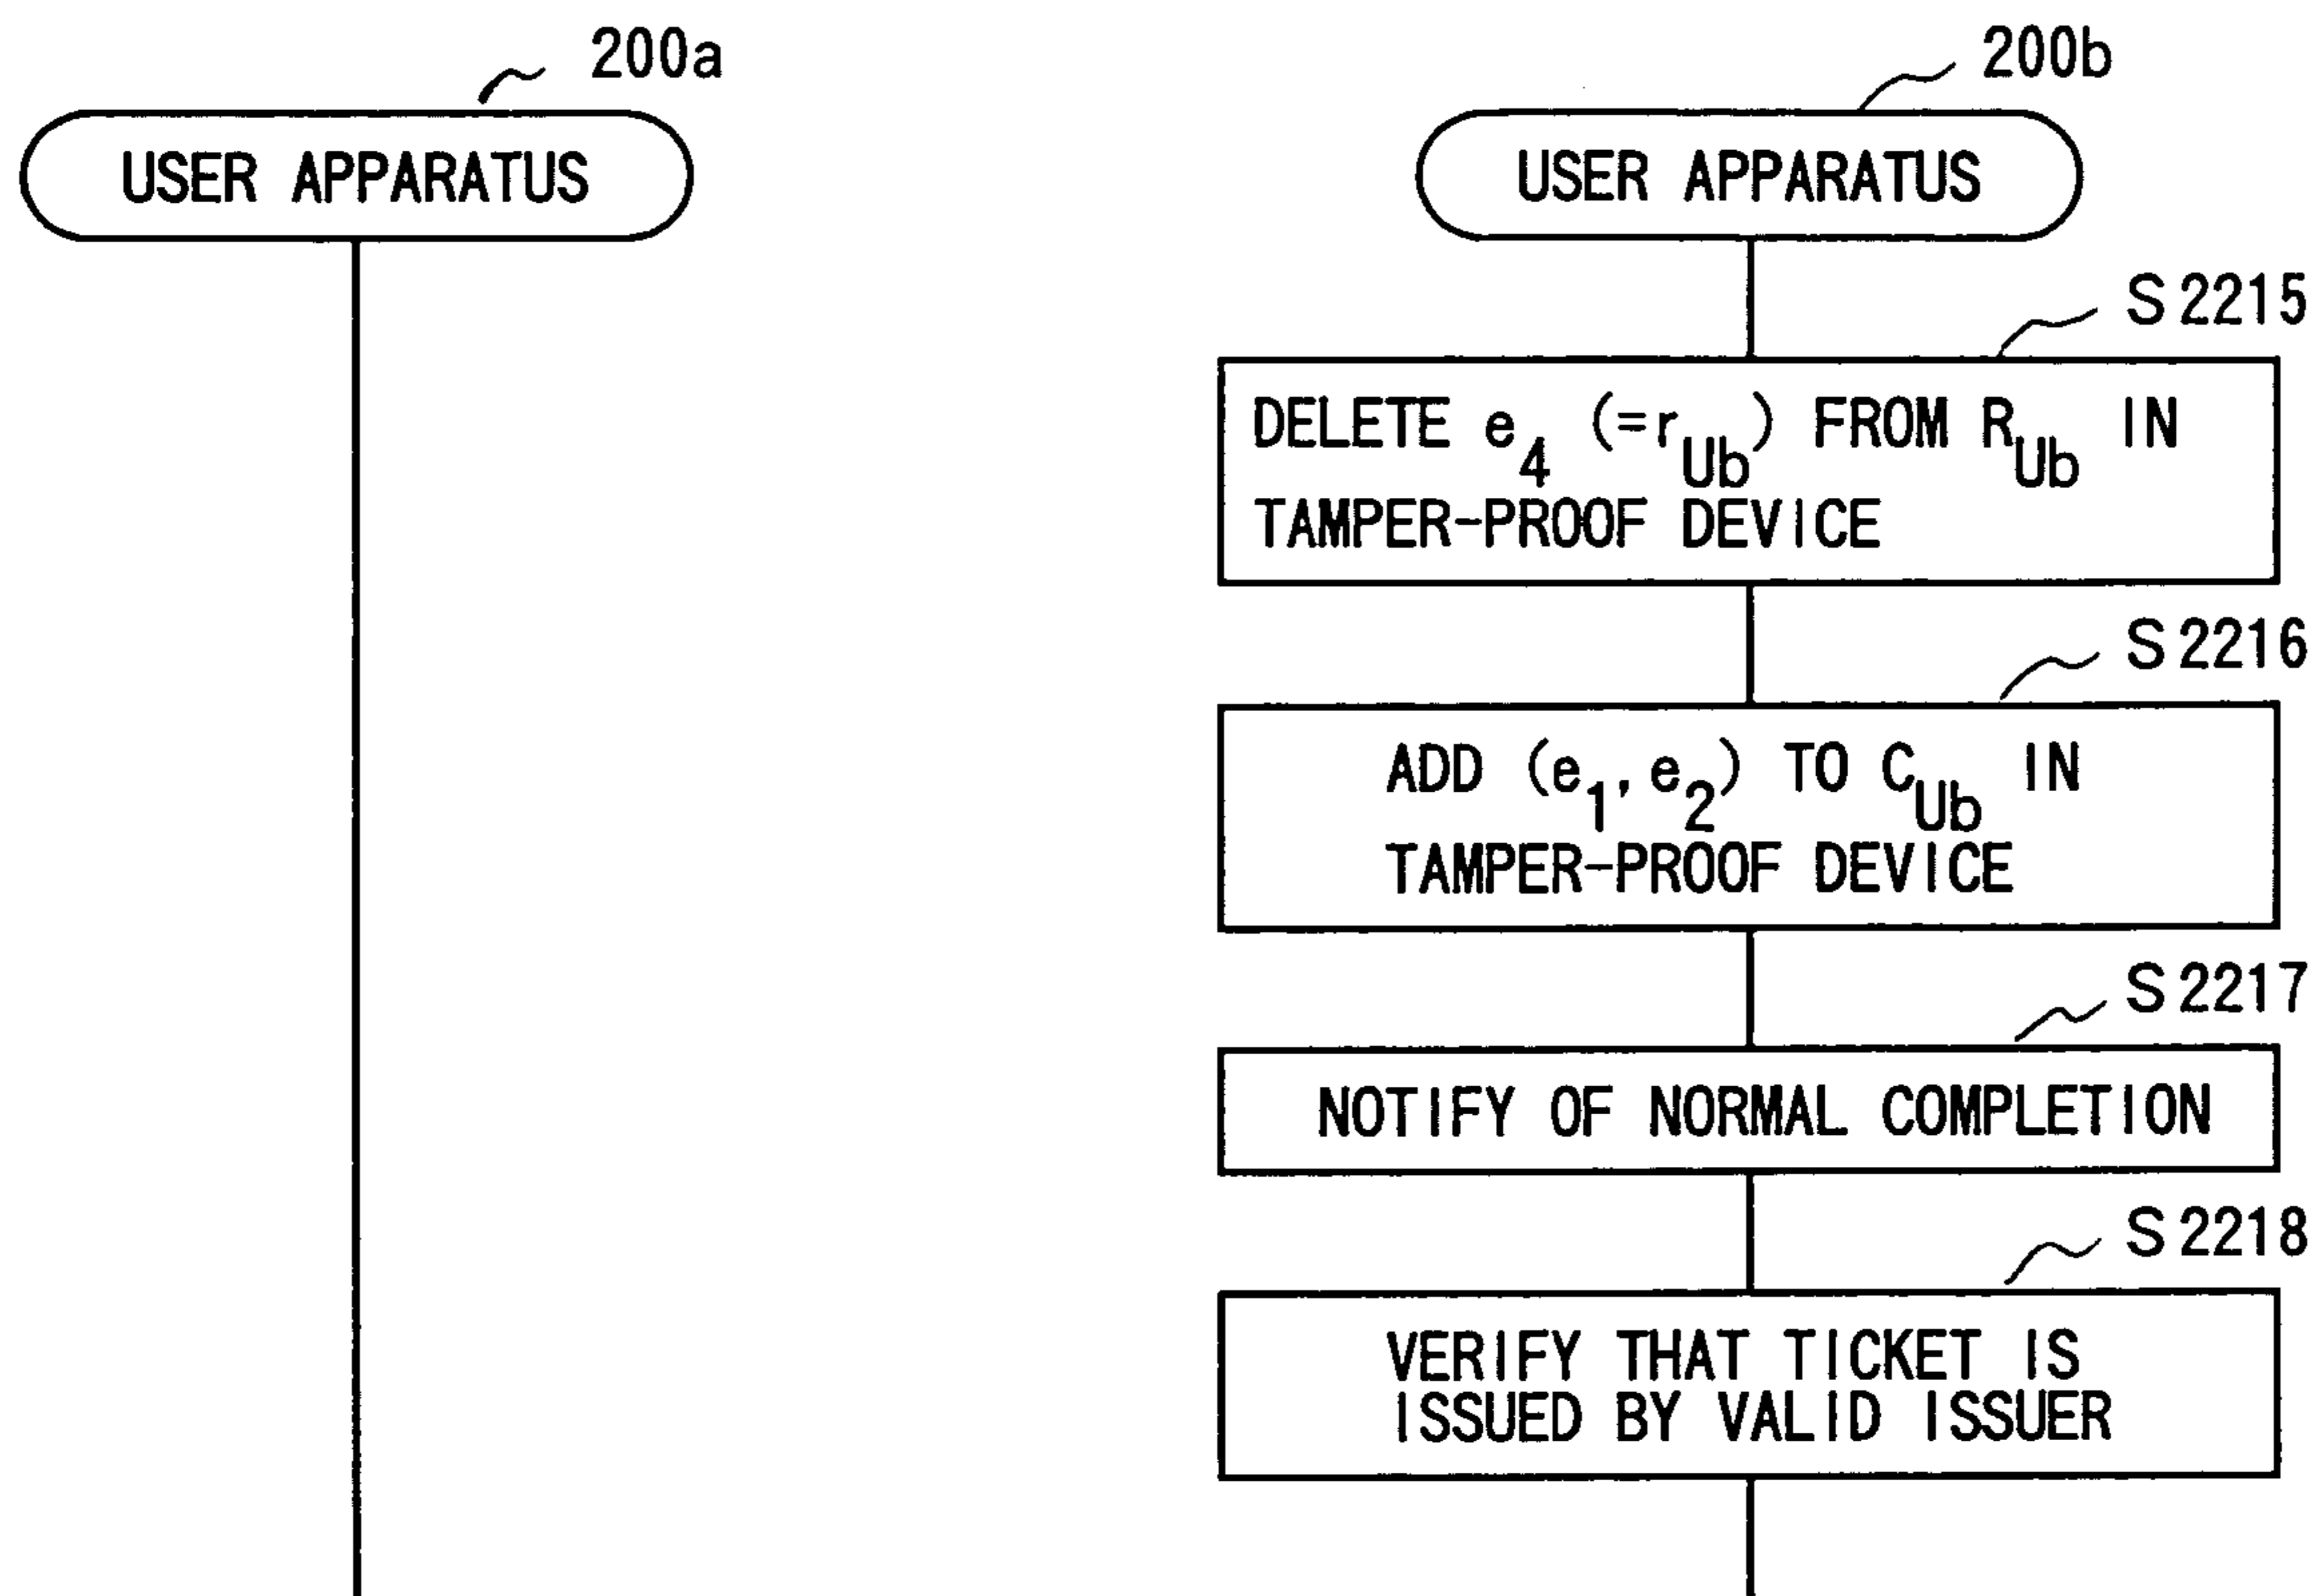 200a
200b
USER APPARATUS
USER APPARATUS
S2215
DELETE e4 (=rUb) FROM RUb IN
TAMPER-PROOF DEVICE
S2216
ADD (e1, e2) TO CUb IN
TAMPER-PROOF DEVICE
S2217
NOTIFY OF NORMAL COMPLETION
S2218
VERIFY THAT TICKET IS
ISSUED BY VALID ISSUER